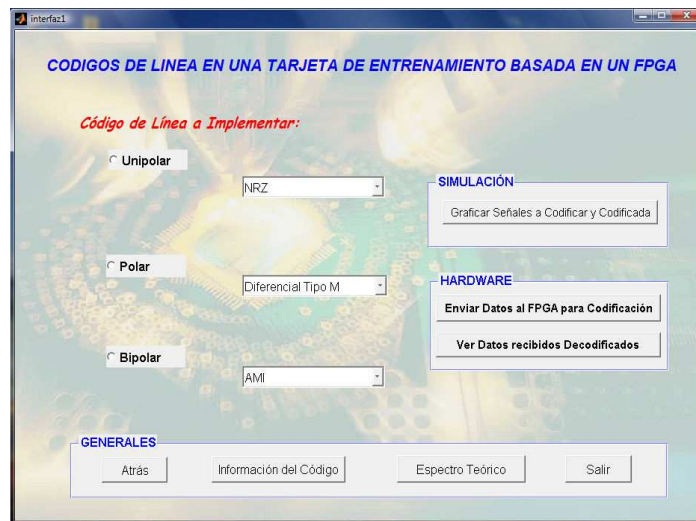 interfaz1
CODIGOS DE LINEA EN UNA TARJETA DE ENTRENAMIENTO BASADA EN UN FPGA
Código de Línea a Implementar:
Unipolar
NRZ
SIMULACIÓN
Graficar Señales a Codificar y Codificada
Polar
Diferencial Tipo M
HARDWARE
Enviar Datos al FPGA para Codificación
Ver Datos recibidos Decodificados
Bipolar
AMI
GENERALES
Atrás
Información del Código
Espectro Teórico
Salir